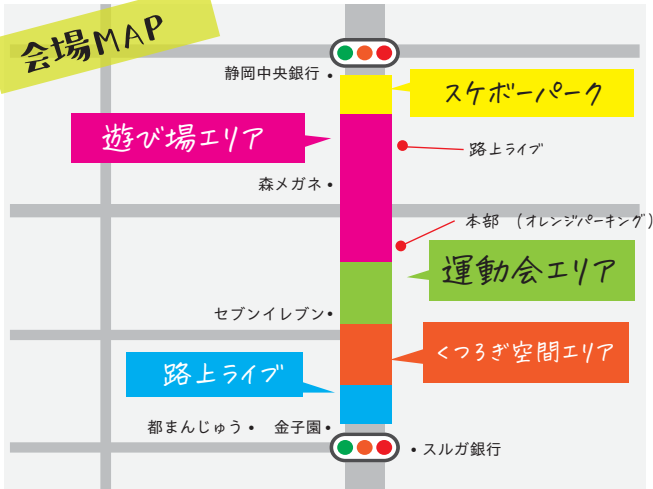 会場MAP
静岡中央銀行
スケボーパーク
遊び場エリア
路上ライブ
森メガネ
本部 (オレンジパーキング)
運動会エリア
セブンイレブン
くつろぎ空間エリア
路上ライブ
都まんじゅう
金子園
スルガ銀行